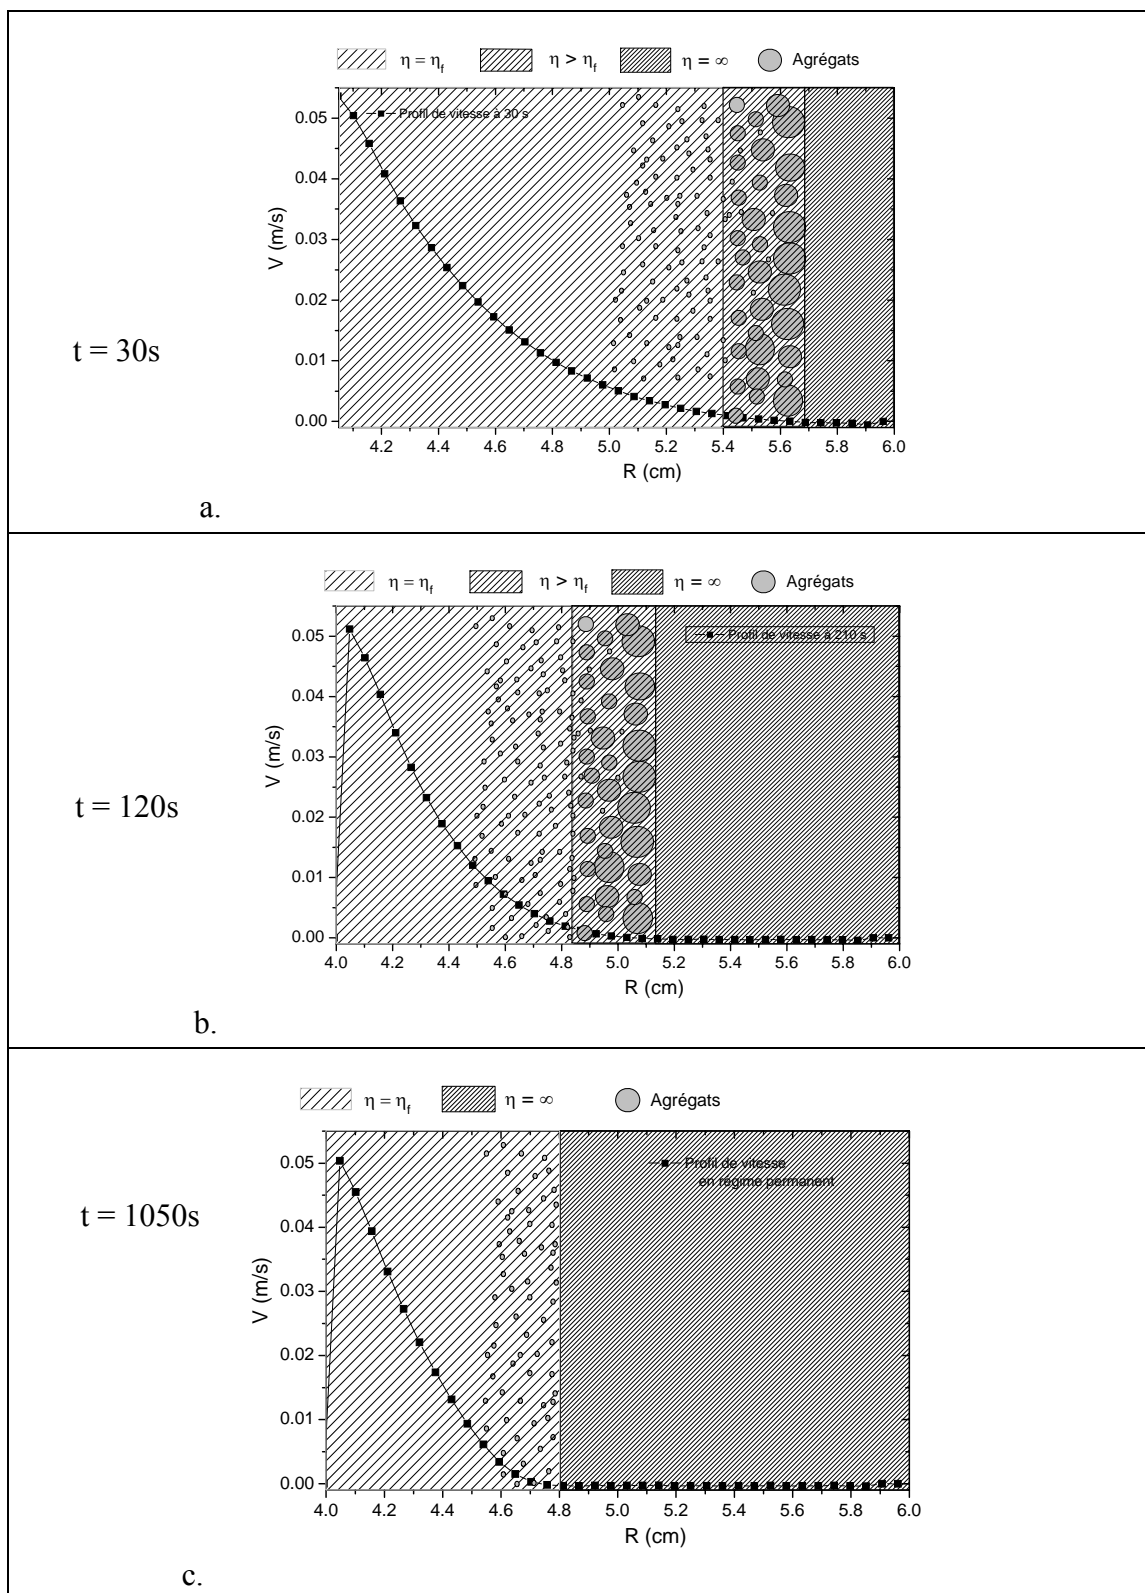 η = ηf η > ηf η = ∞ Agrégats
Profil de vitesse à 30 s
0.05
0.04
0.03
0.02
0.01
0.00
V (m/s)
4.2 4.4 4.6 4.8 5.0 5.2 5.4 5.6 5.8 6.0
R (cm)
t = 30s
a.
η = ηf η > ηf η = ∞ Agrégats
Profil de vitesse à 210 s
0.05
0.04
0.03
0.02
0.01
0.00
V (m/s)
4.0 4.2 4.4 4.6 4.8 5.0 5.2 5.4 5.6 5.8 6.0
R (cm)
t = 120s
b.
η = ηf η = ∞ Agrégats
Profil de vitesse
en régime permanent
0.05
0.04
0.03
0.02
0.01
0.00
V (m/s)
4.0 4.2 4.4 4.6 4.8 5.0 5.2 5.4 5.6 5.8 6.0
R (cm)
t = 1050s
c.